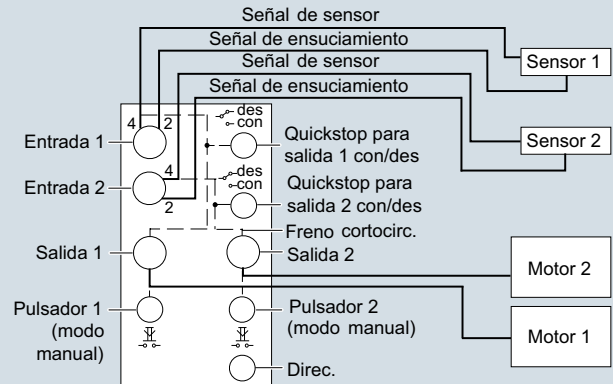 Señal de sensor
Señal de ensuciamiento
Señal de sensor
Señal de ensuciamiento
Sensor 1
Sensor 2
4 2
des
con
Entrada 1
Quickstop para
salida 1 con/des
4
des
con
Entrada 2
2
Quickstop para
salida 2 con/des
Freno cortocirc.
Salida 1
Salida 2
Motor 2
Pulsador 1
(modo
manual)
Pulsador 2
(modo manual)
Motor 1
Direc.